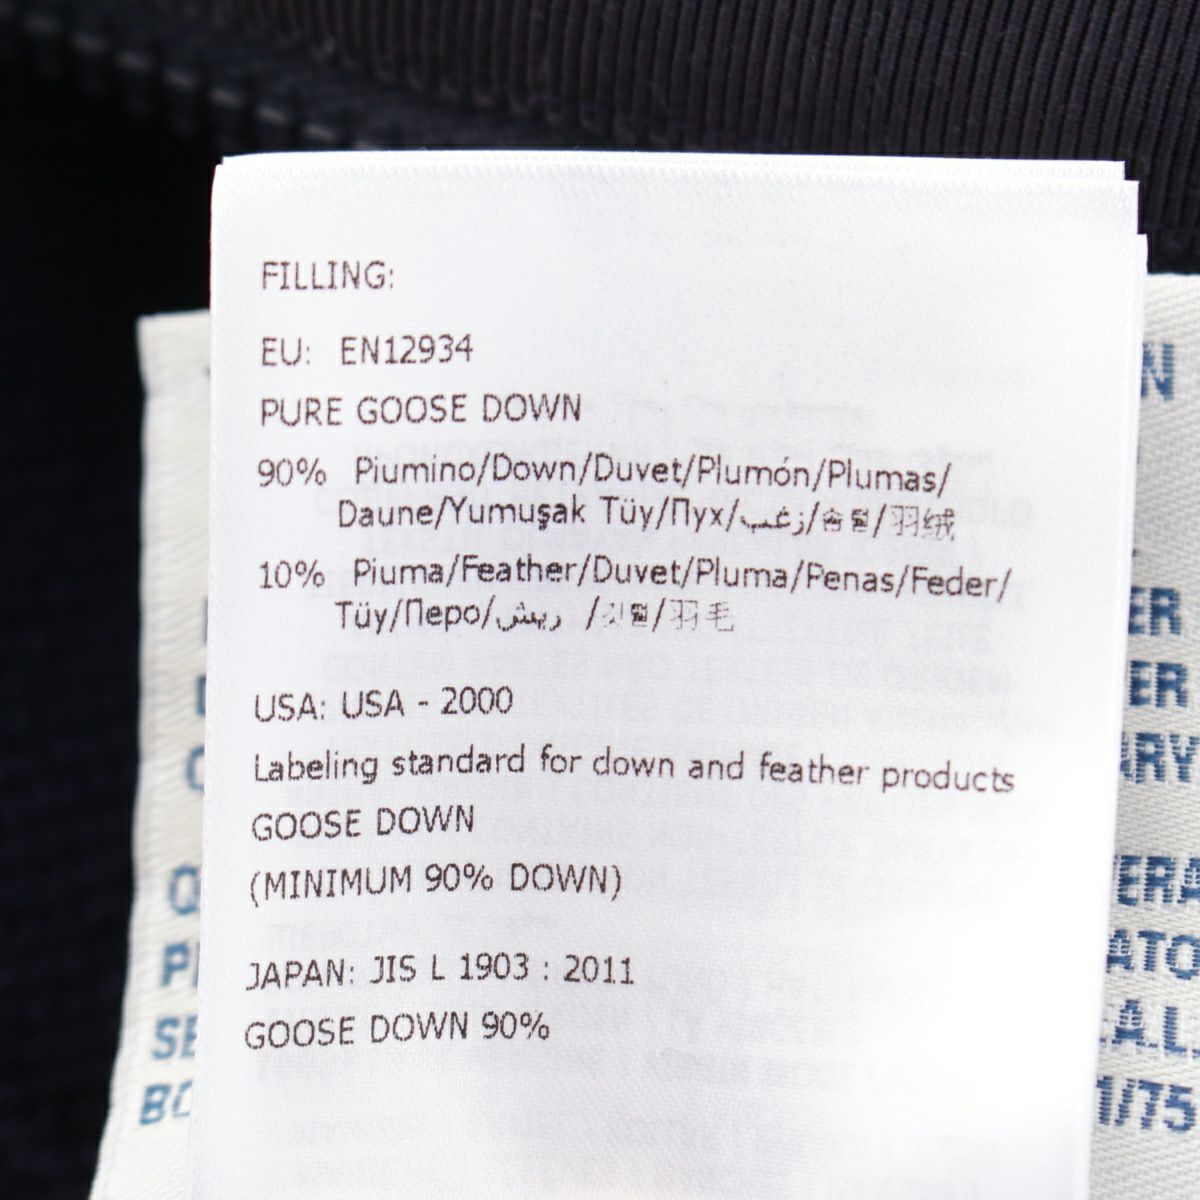 FILLING:
EU: EN12934
PURE GOOSE DOWN
90% Piumino/Down/Duvet/Plumón/Plumas/
Daune/Yumuşak Tüy/Пух/زغب/솜털/羽绒
10% Piuma/Feather/Duvet/Pluma/Penas/Feder/
Tüy/Перо/ريش /깃털/羽毛
USA: USA - 2000
Labeling standard for down and feather products
GOOSE DOWN
(MINIMUM 90% DOWN)
JAPAN: JIS L 1903 : 2011
GOOSE DOWN 90%